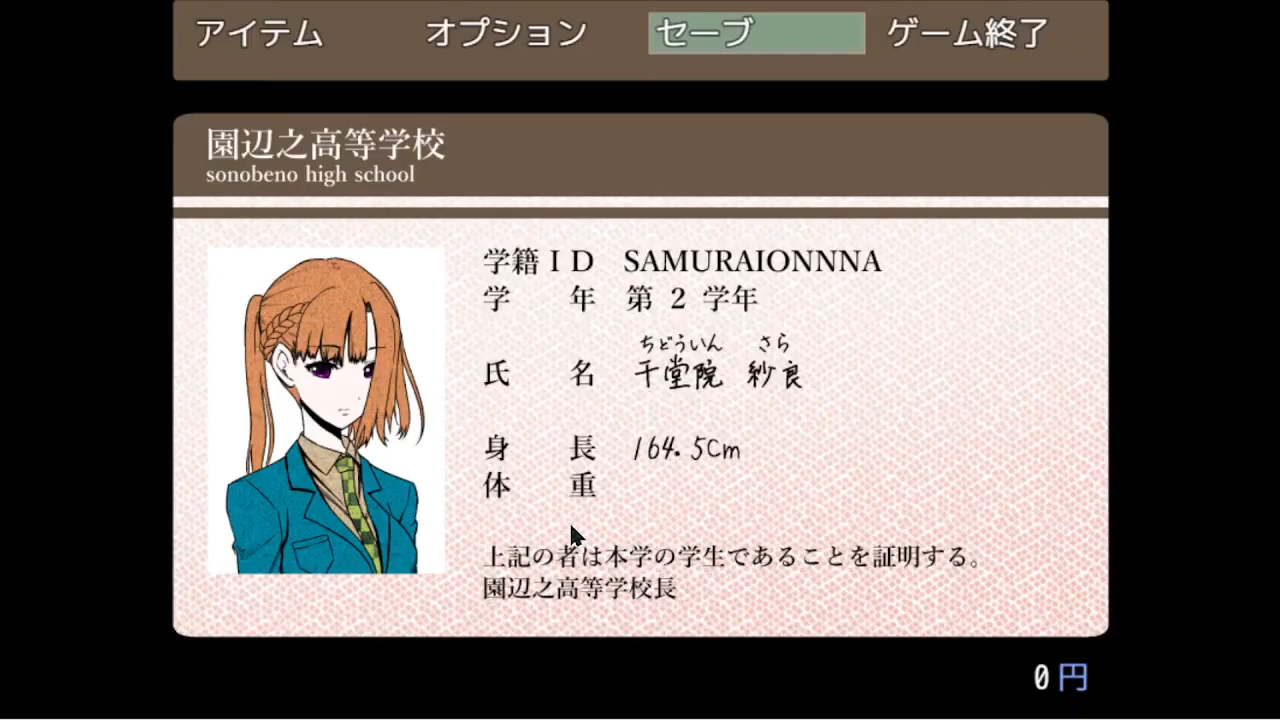 アイテム オプション セーブ ゲーム終了
園辺之高等学校
sonobeno high school
学籍ID SAMURAIONNNA
学年 第2学年
ちどういん さら
氏名 千堂院 紗良
身長 164.5Cm
体重
上記の者は本学の学生であることを証明する。
園辺之高等学校長
0円